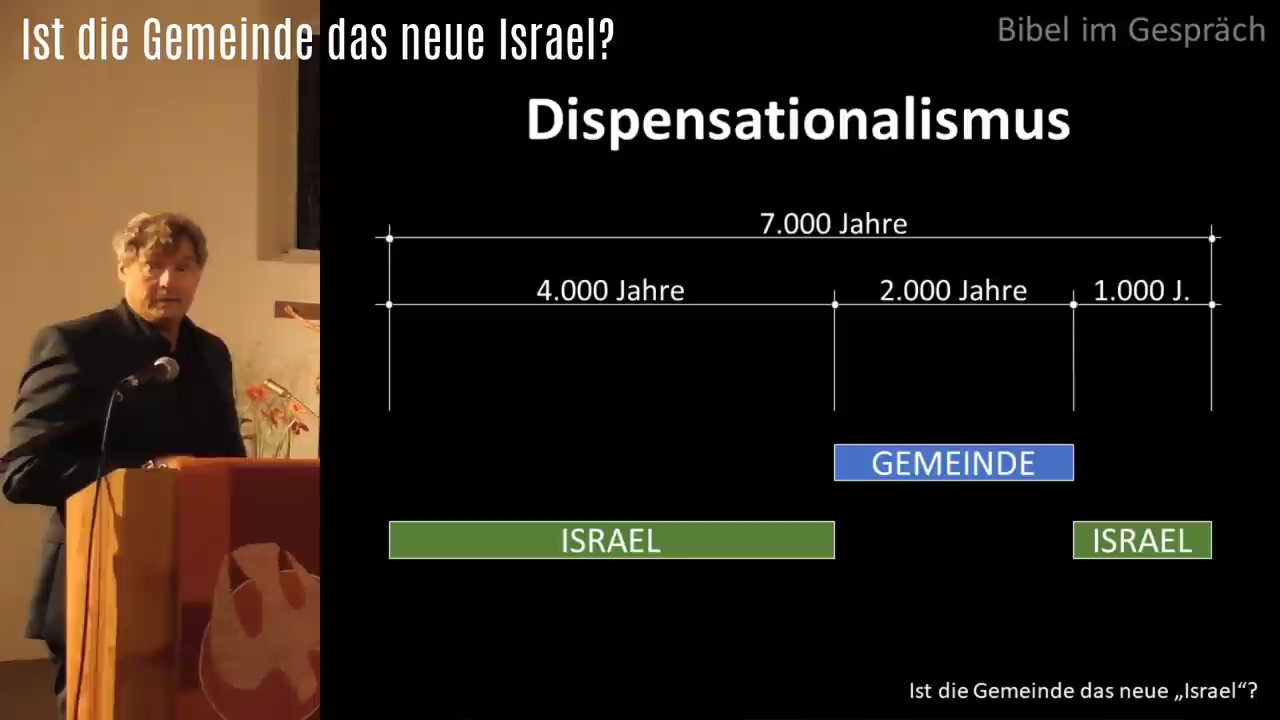 Ist die Gemeinde das neue Israel?
Bibel im Gespräch
Dispensationalismus
7.000 Jahre
4.000 Jahre
2.000 Jahre
1.000 J.
GEMEINDE
ISRAEL
ISRAEL
Ist die Gemeinde das neue „Israel“?